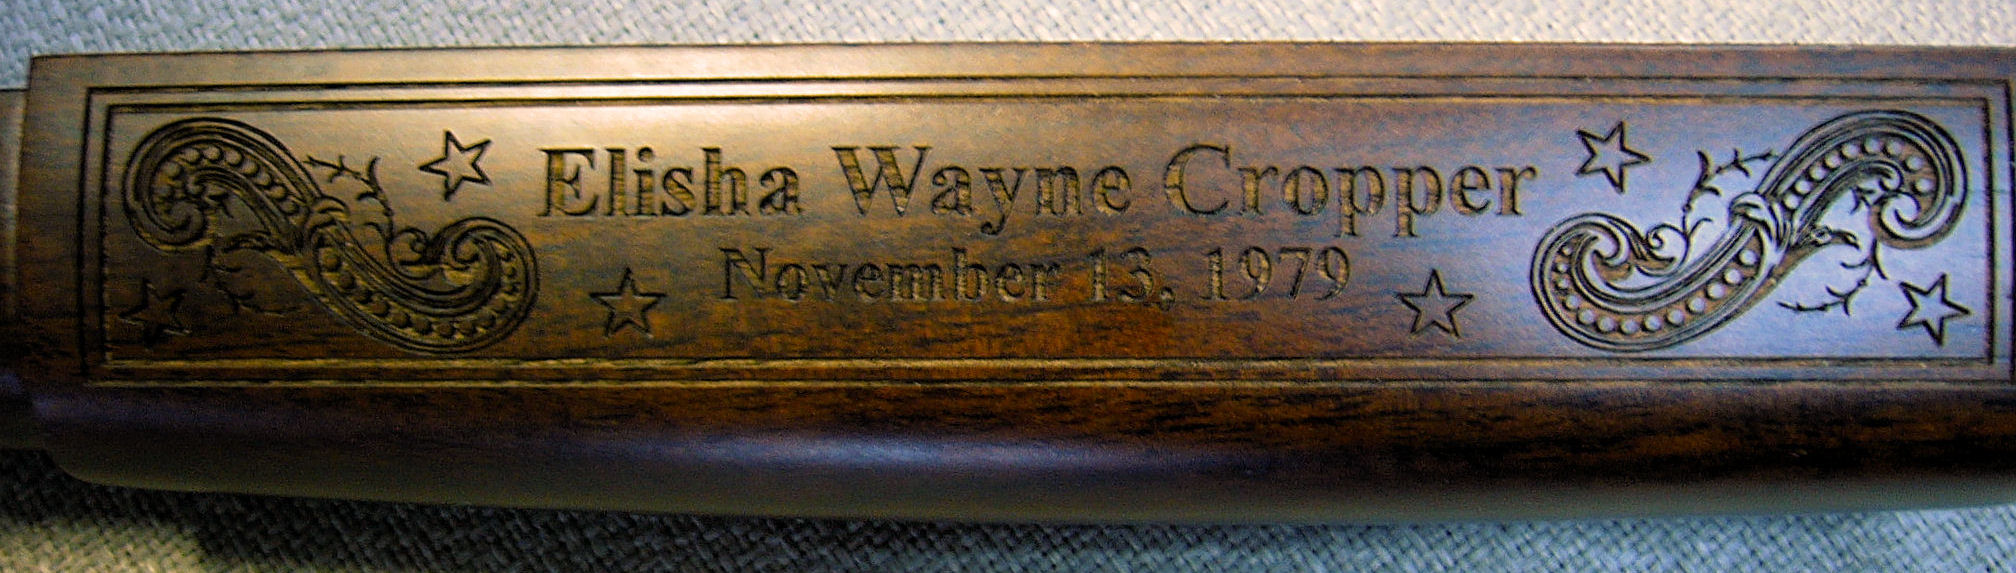 Elisha Wayne Cropper
November 13, 1979